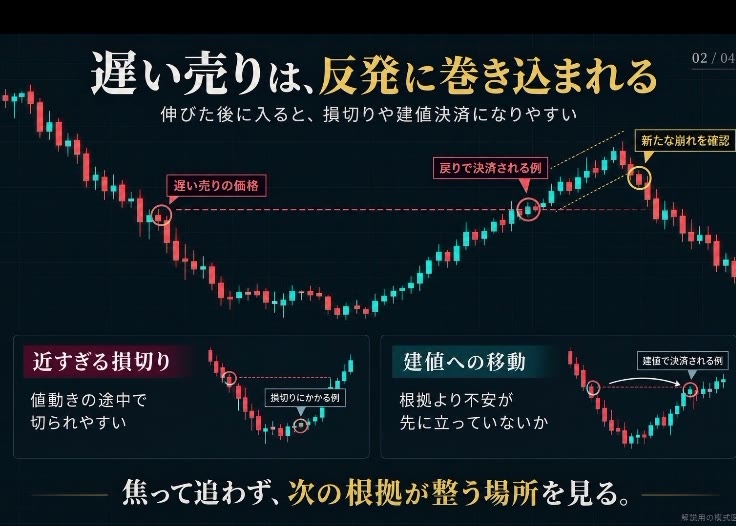 遅い売りは、反発に巻き込まれる
02 / 04
伸びた後に入ると、損切りや建値決済になりやすい
新たな崩れを確認
戻りで決済される例
遅い売りの価格
近すぎる損切り
値動きの途中で
切られやすい
損切りにかかる例
建値への移動
根拠より不安が
先に立っていないか
建値で決済される例
焦って追わず、次の根拠が整う場所を見る。
解説用の模式図